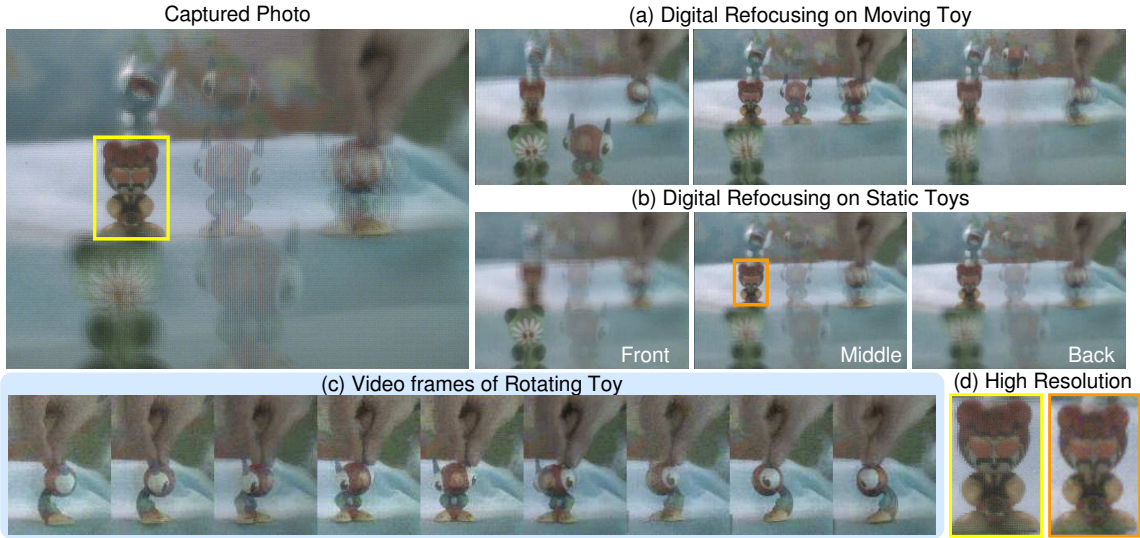 Captured Photo
(a) Digital Refocusing on Moving Toy
(b) Digital Refocusing on Static Toys
Front
Middle
Back
(c) Video frames of Rotating Toy
(d) High Resolution